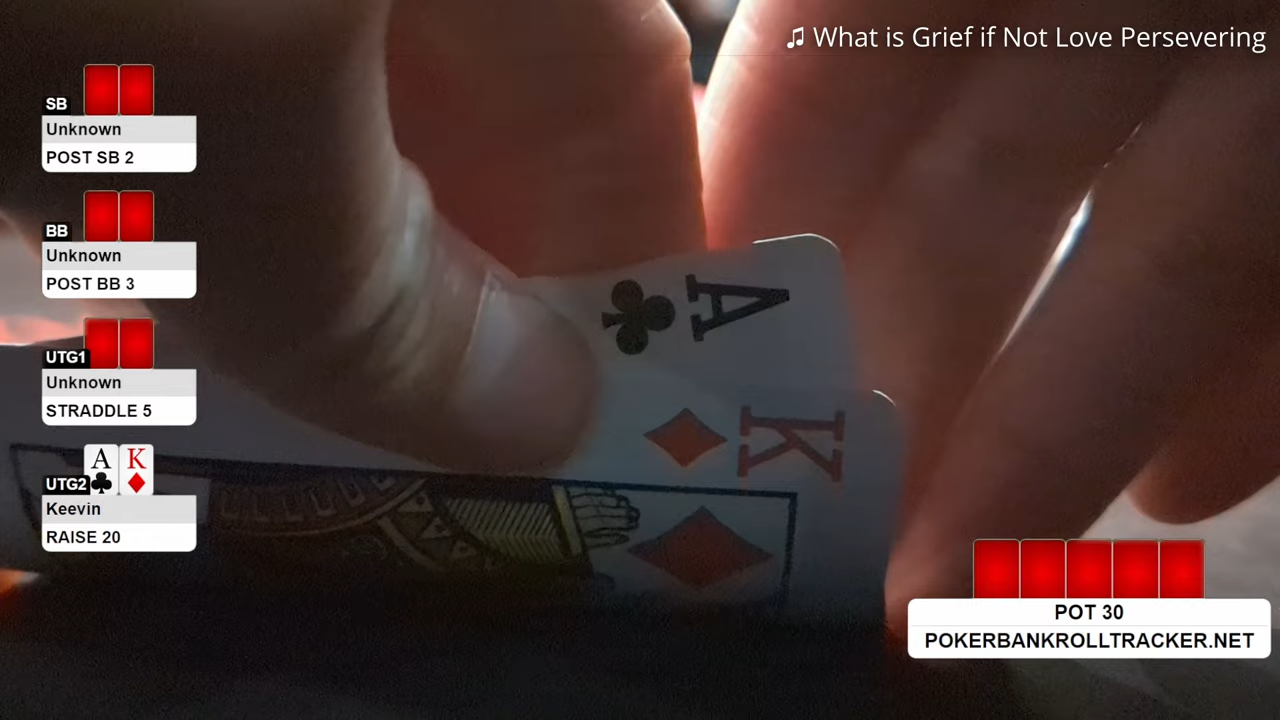 ♫ What is Grief if Not Love Persevering
SB
Unknown
POST SB 2
BB
Unknown
POST BB 3
UTG1
Unknown
STRADDLE 5
A K
UTG2
Keevin
RAISE 20
A
K
POT 30
POKERBANKROLLTRACKER.NET